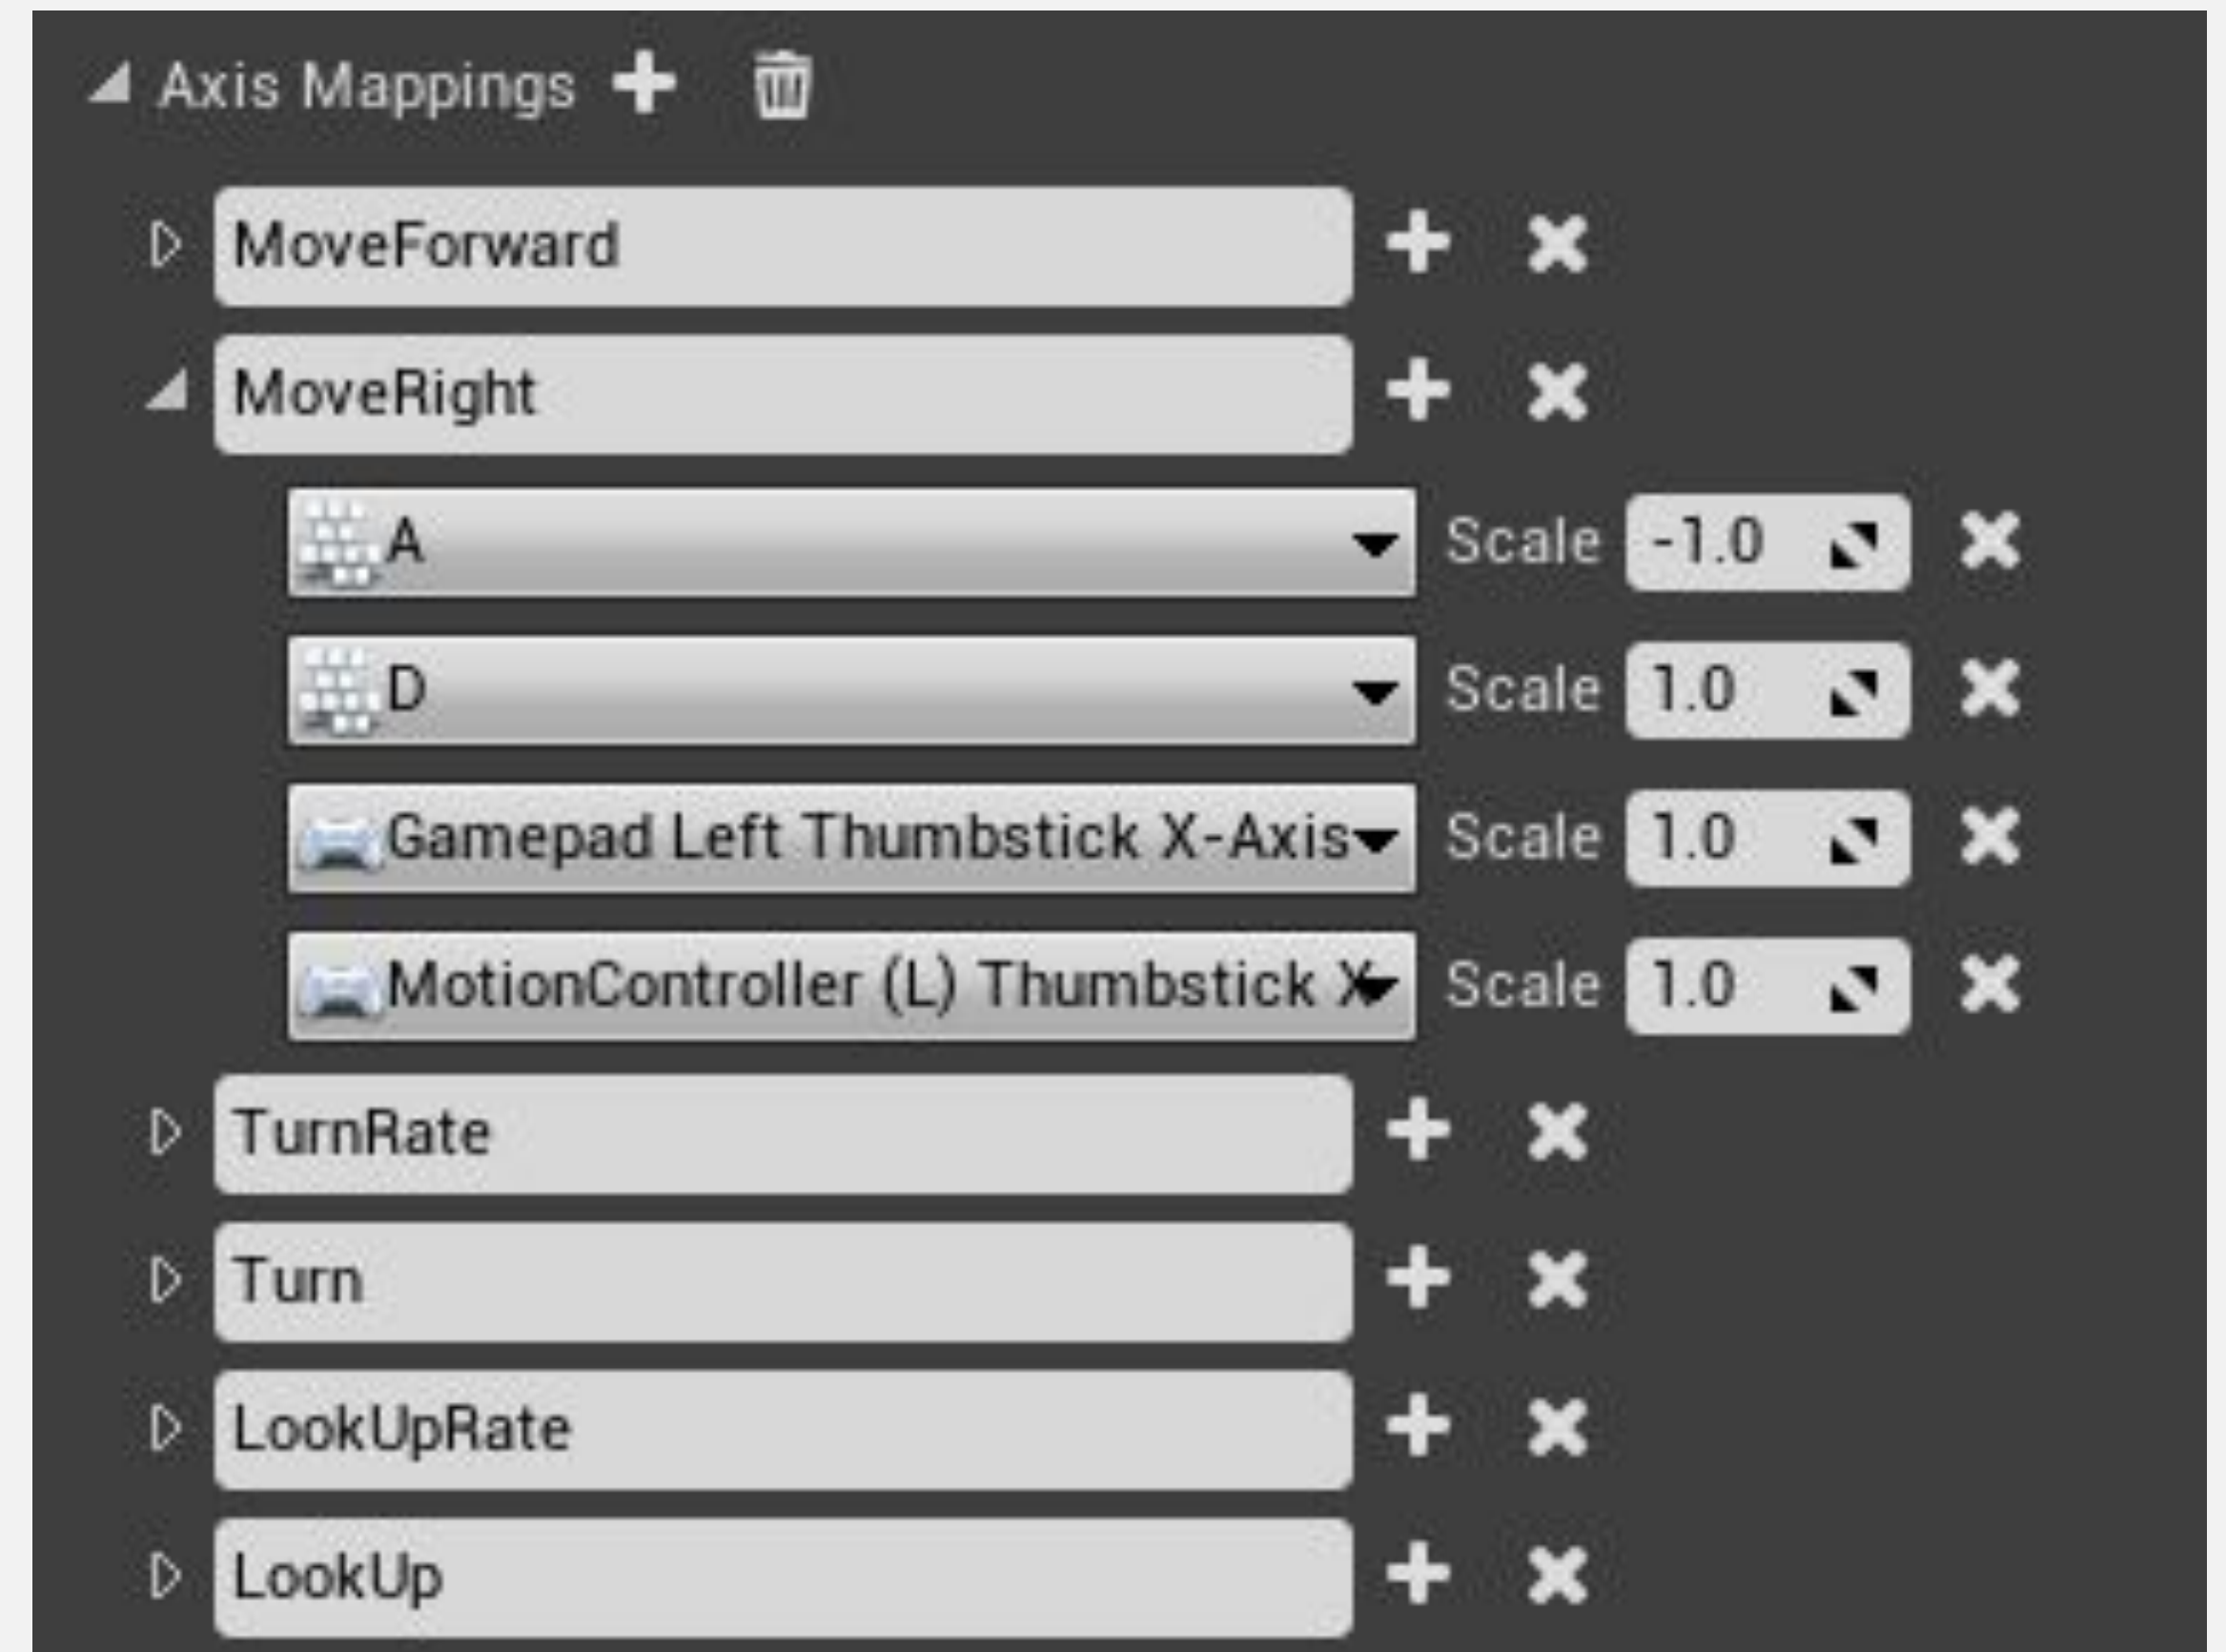 Axis Mappings
MoveForward
MoveRight
A Scale -1.0
D Scale 1.0
Gamepad Left Thumbstick X-Axis Scale 1.0
MotionController (L) Thumbstick X Scale 1.0
TurnRate
Turn
LookUpRate
LookUp